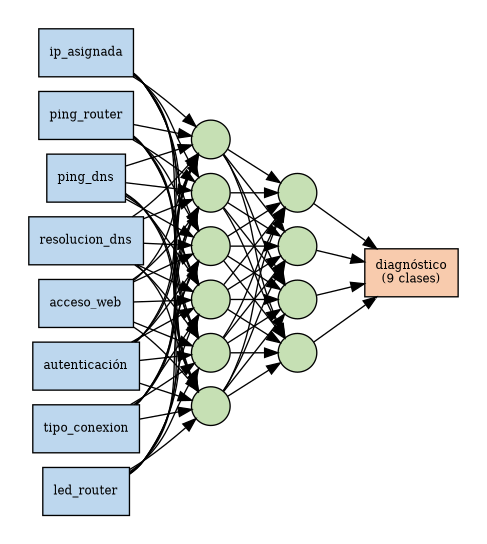 ip_asignada
ping_router
ping_dns
resolucion_dns
acceso_web
autenticación
tipo_conexion
led_router
diagnóstico
(9 clases)